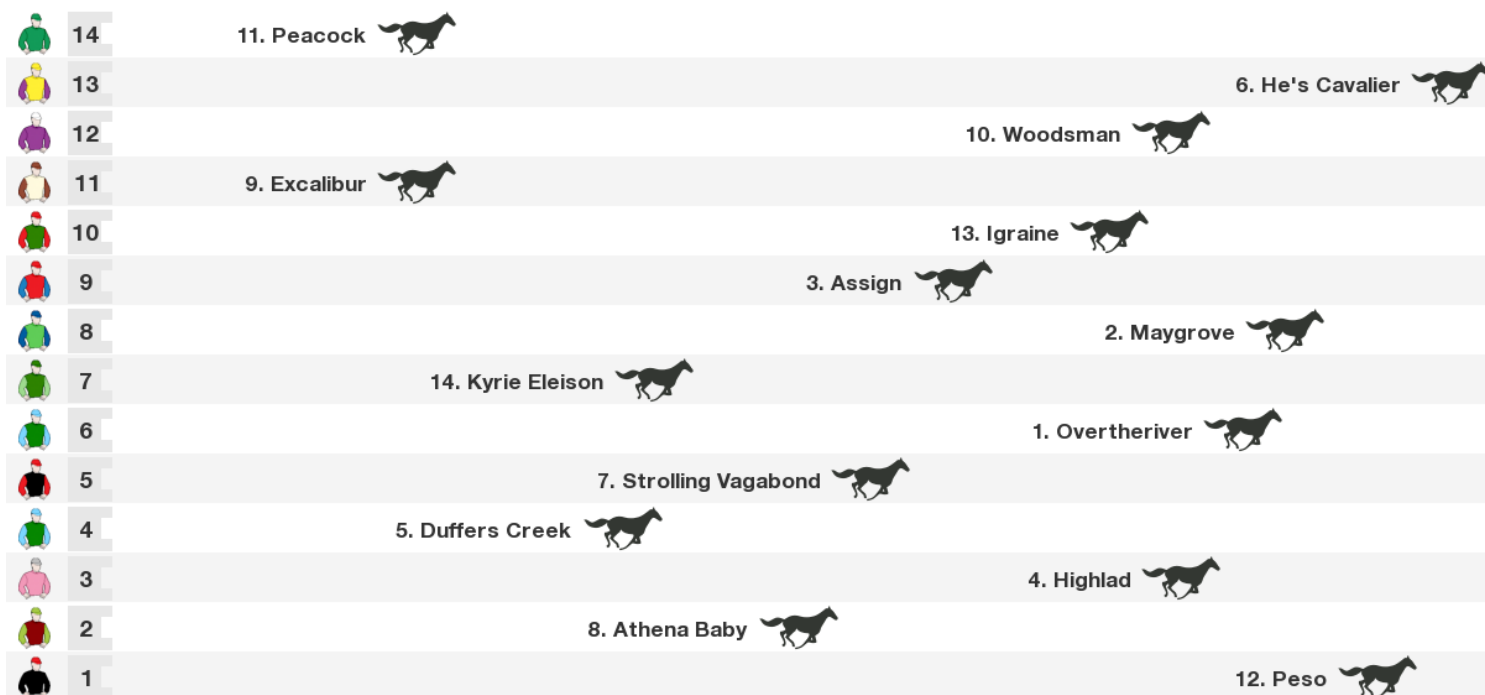 14 11. Peacock
13 6. He's Cavalier
12 10. Woodsman
11 9. Excalibur
10 13. Igraine
9 3. Assign
8 2. Maygrove
7 14. Kyrie Eleison
6 1. Overtheriver
5 7. Strolling Vagabond
4 5. Duffers Creek
3 4. Highlad
2 8. Athena Baby
1 12. Peso